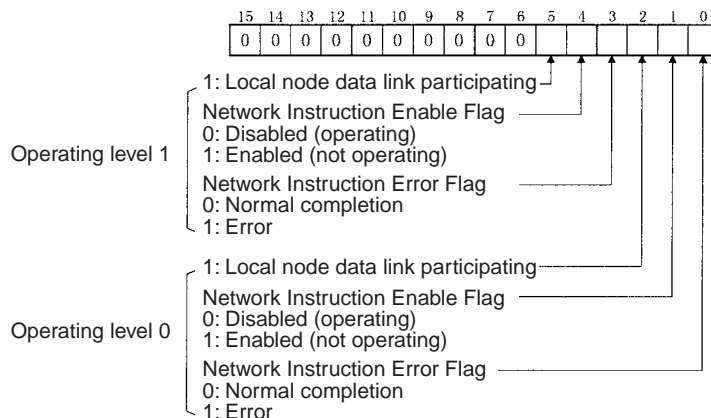 15 14 13 12 11 10 9 8 7 6 5 4 3 2 1 0
0 0 0 0 0 0 0 0 0 0
Operating level 1
1: Local node data link participating
Network Instruction Enable Flag
0: Disabled (operating)
1: Enabled (not operating)
Network Instruction Error Flag
0: Normal completion
1: Error
Operating level 0
1: Local node data link participating
Network Instruction Enable Flag
0: Disabled (operating)
1: Enabled (not operating)
Network Instruction Error Flag
0: Normal completion
1: Error